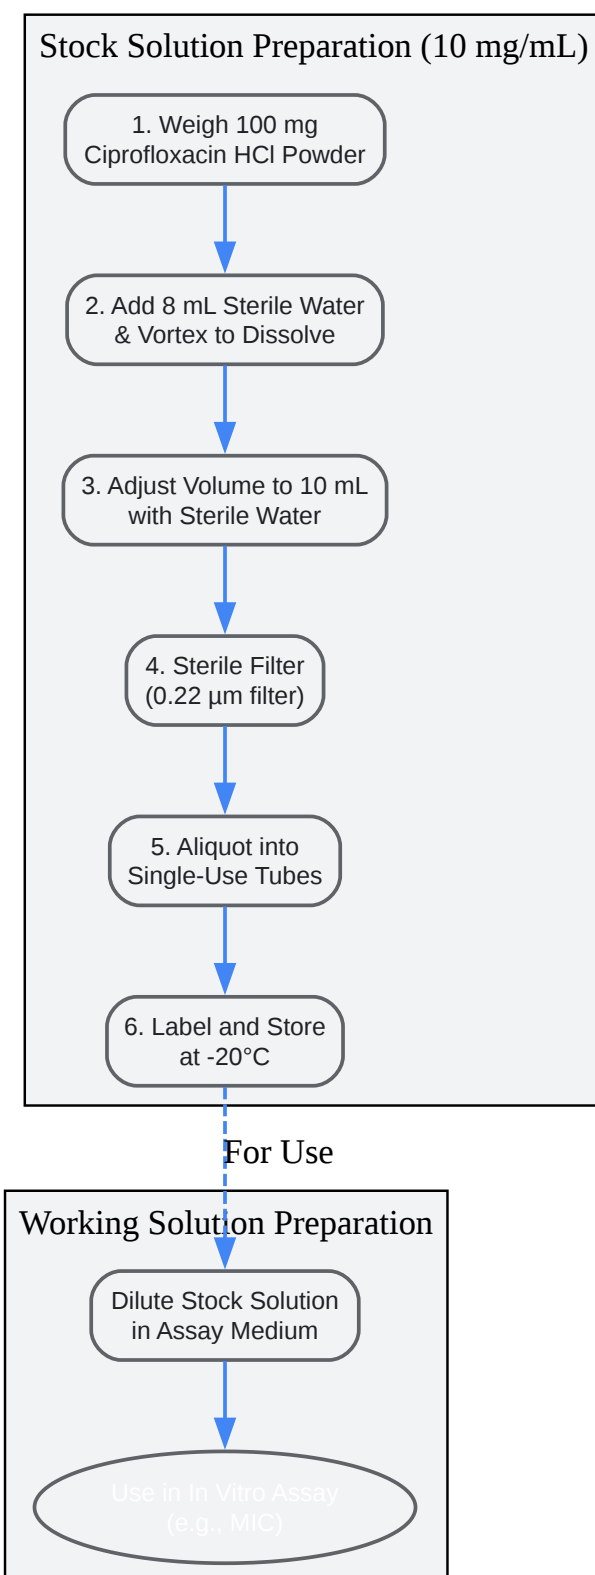 Stock Solution Preparation (10 mg/mL)
1. Weigh 100 mg
Ciprofloxacin HCl Powder
2. Add 8 mL Sterile Water
& Vortex to Dissolve
3. Adjust Volume to 10 mL
with Sterile Water
4. Sterile Filter
(0.22 µm filter)
5. Aliquot into
Single-Use Tubes
6. Label and Store
at -20°C
For Use
Working Solution Preparation
Dilute Stock Solution
in Assay Medium
Use in In Vitro Assay
(e.g., MIC)